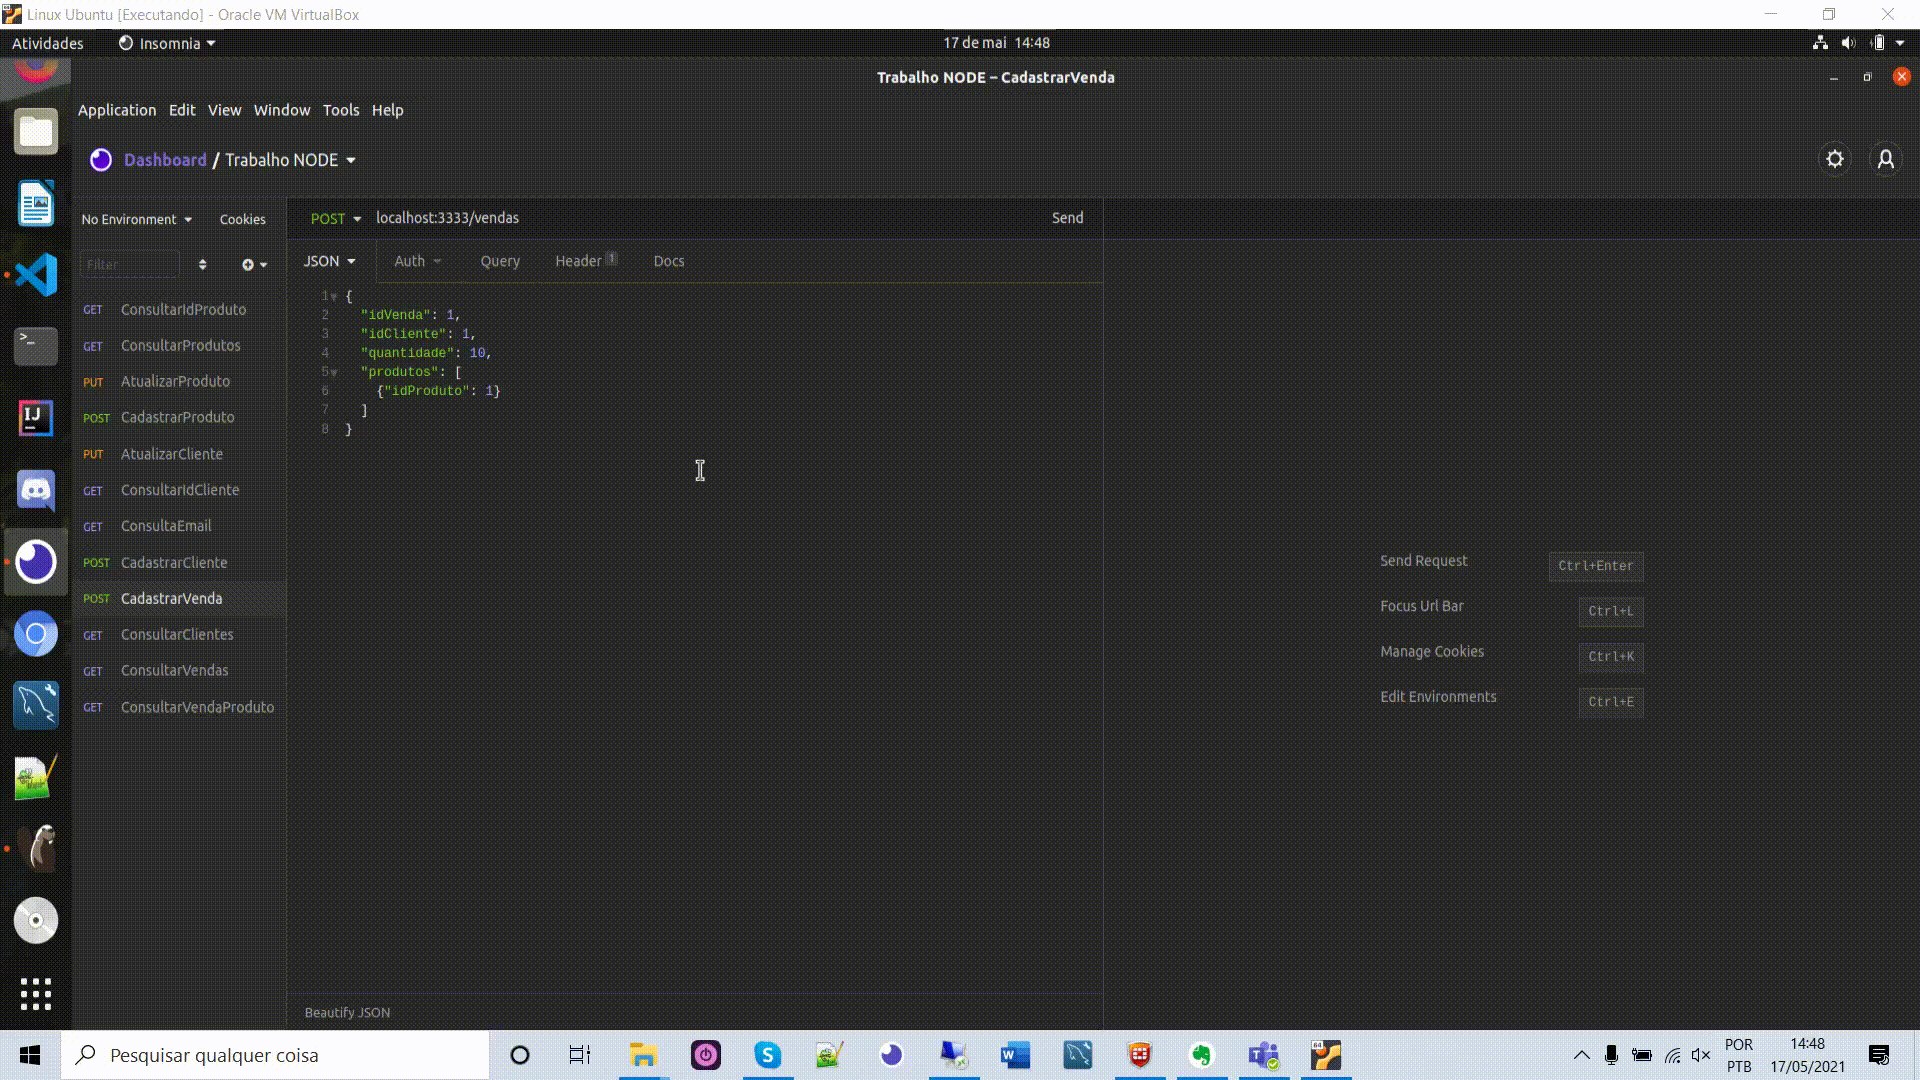 Linux Ubuntu [Executando] - Oracle VM VirtualBox
Atividades
Insomnia
17 de mai 14:48
Trabalho NODE – CadastrarVenda
Application Edit View Window Tools Help
Dashboard / Trabalho NODE
No Environment
Cookies
POST
localhost:3333/vendas
Send
Filter
JSON
Auth
Query
Header 1
Docs
1 {
2 "idVenda": 1,
3 "idCliente": 1,
4 "quantidade": 10,
5 "produtos": [
6 {"idProduto": 1}
7 ]
8 }
GET ConsultarIdProduto
GET ConsultarProdutos
PUT AtualizarProduto
POST CadastrarProduto
PUT AtualizarCliente
GET ConsultarIdCliente
GET ConsultaEmail
POST CadastrarCliente
POST CadastrarVenda
GET ConsultarClientes
GET ConsultarVendas
GET ConsultarVendaProduto
Send Request Ctrl+Enter
Focus Url Bar Ctrl+L
Manage Cookies Ctrl+K
Edit Environments Ctrl+E
Beautify JSON
Pesquisar qualquer coisa
POR
PTB
14:48
17/05/2021